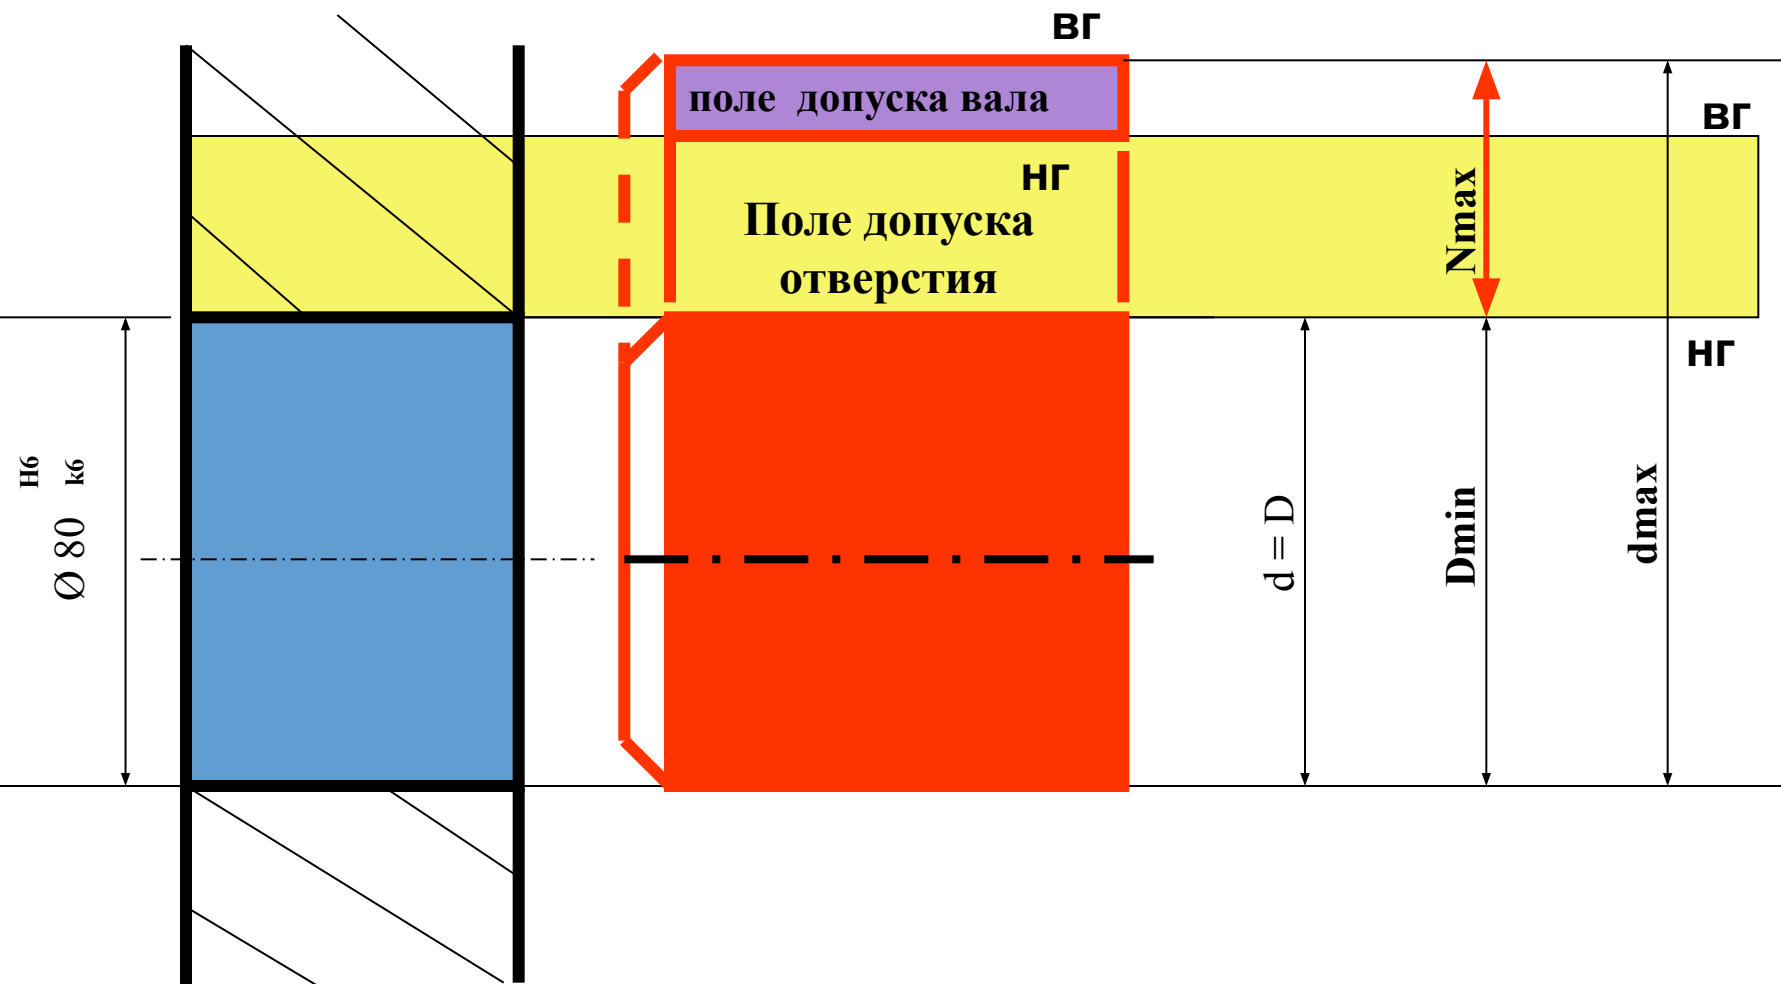 вг
поле допуска вала
вг
нг
Поле допуска
отверстия
Nmax
нг
H6
k6
Ø 80
d = D
Dmin
dmax